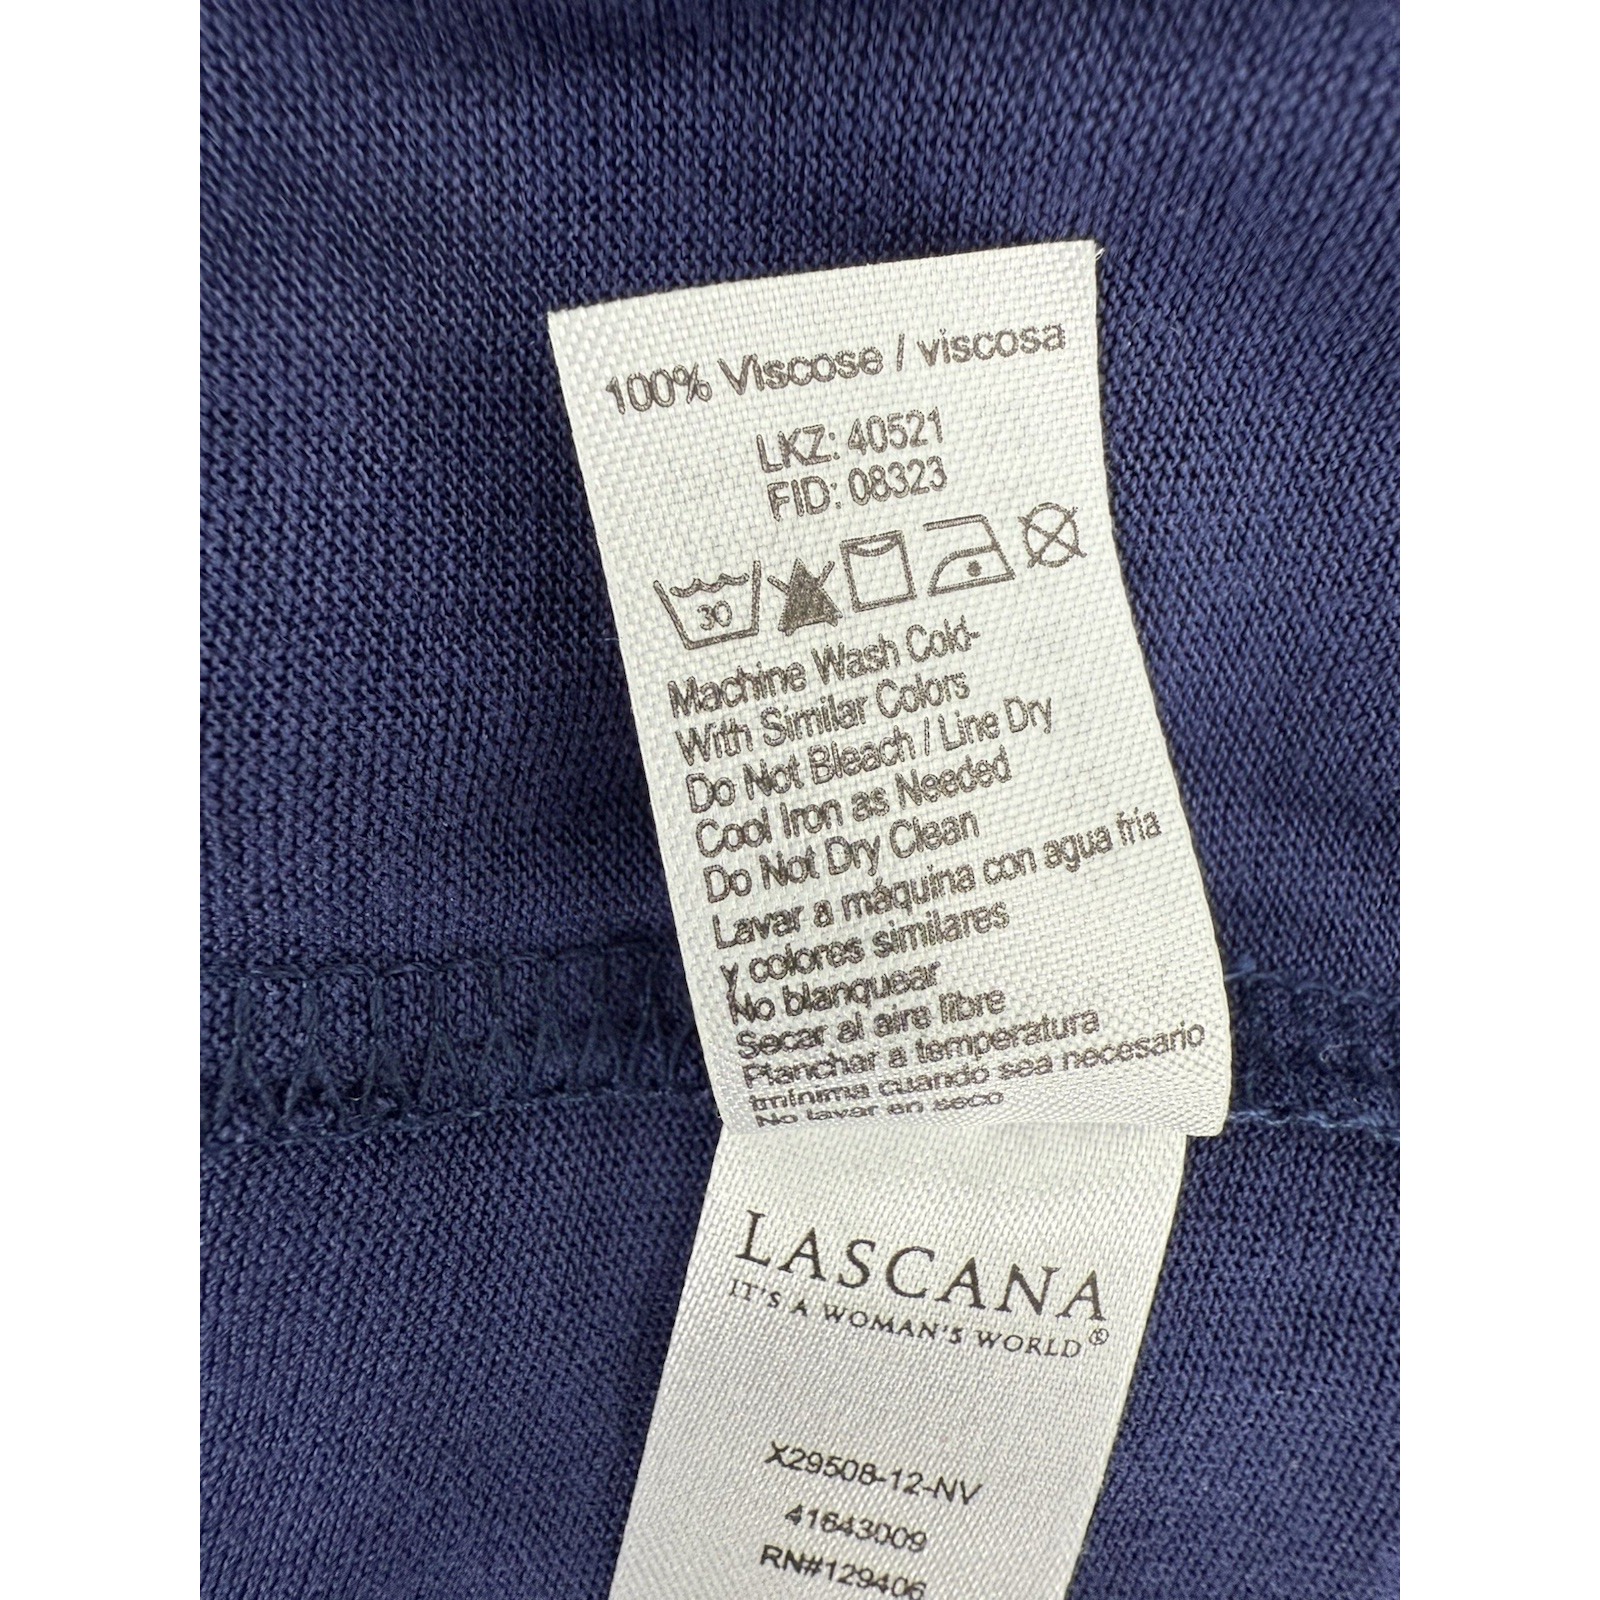 100% Viscose / viscosa
LKZ: 40521
FID: 08323
30
Machine Wash Cold-
With Similar Colors
Do Not Bleach / Line Dry
Cool Iron as Needed
Do Not Dry Clean
Lavar a máquina con agua fría
y colores similares
No blanquear
Secar al aire libre
Planchar a temperatura
mínima cuando sea necesario
No lavar en seco
LASCANA
IT'S A WOMAN'S WORLD®
X29508-12-NV
41643009
RN#129406